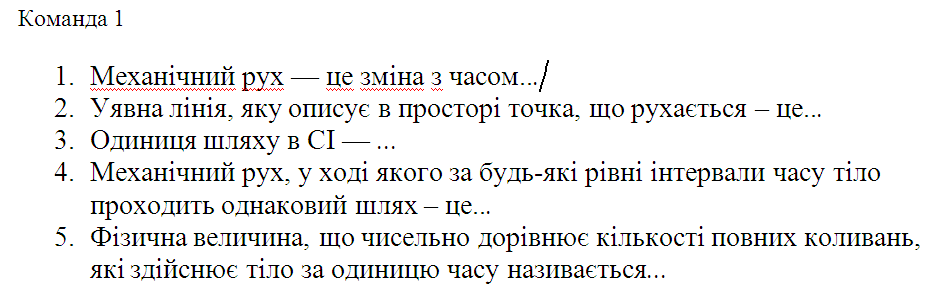 Команда 1
1. Механічний рух — це зміна з часом.../
2. Уявна лінія, яку описує в просторі точка, що рухається – це...
3. Одиниця шляху в СІ — ...
4. Механічний рух, у ході якого за будь-які рівні інтервали часу тіло
проходить однаковий шлях – це...
5. Фізична величина, що чисельно дорівнює кількості повних коливань,
які здійснює тіло за одиницю часу називається...